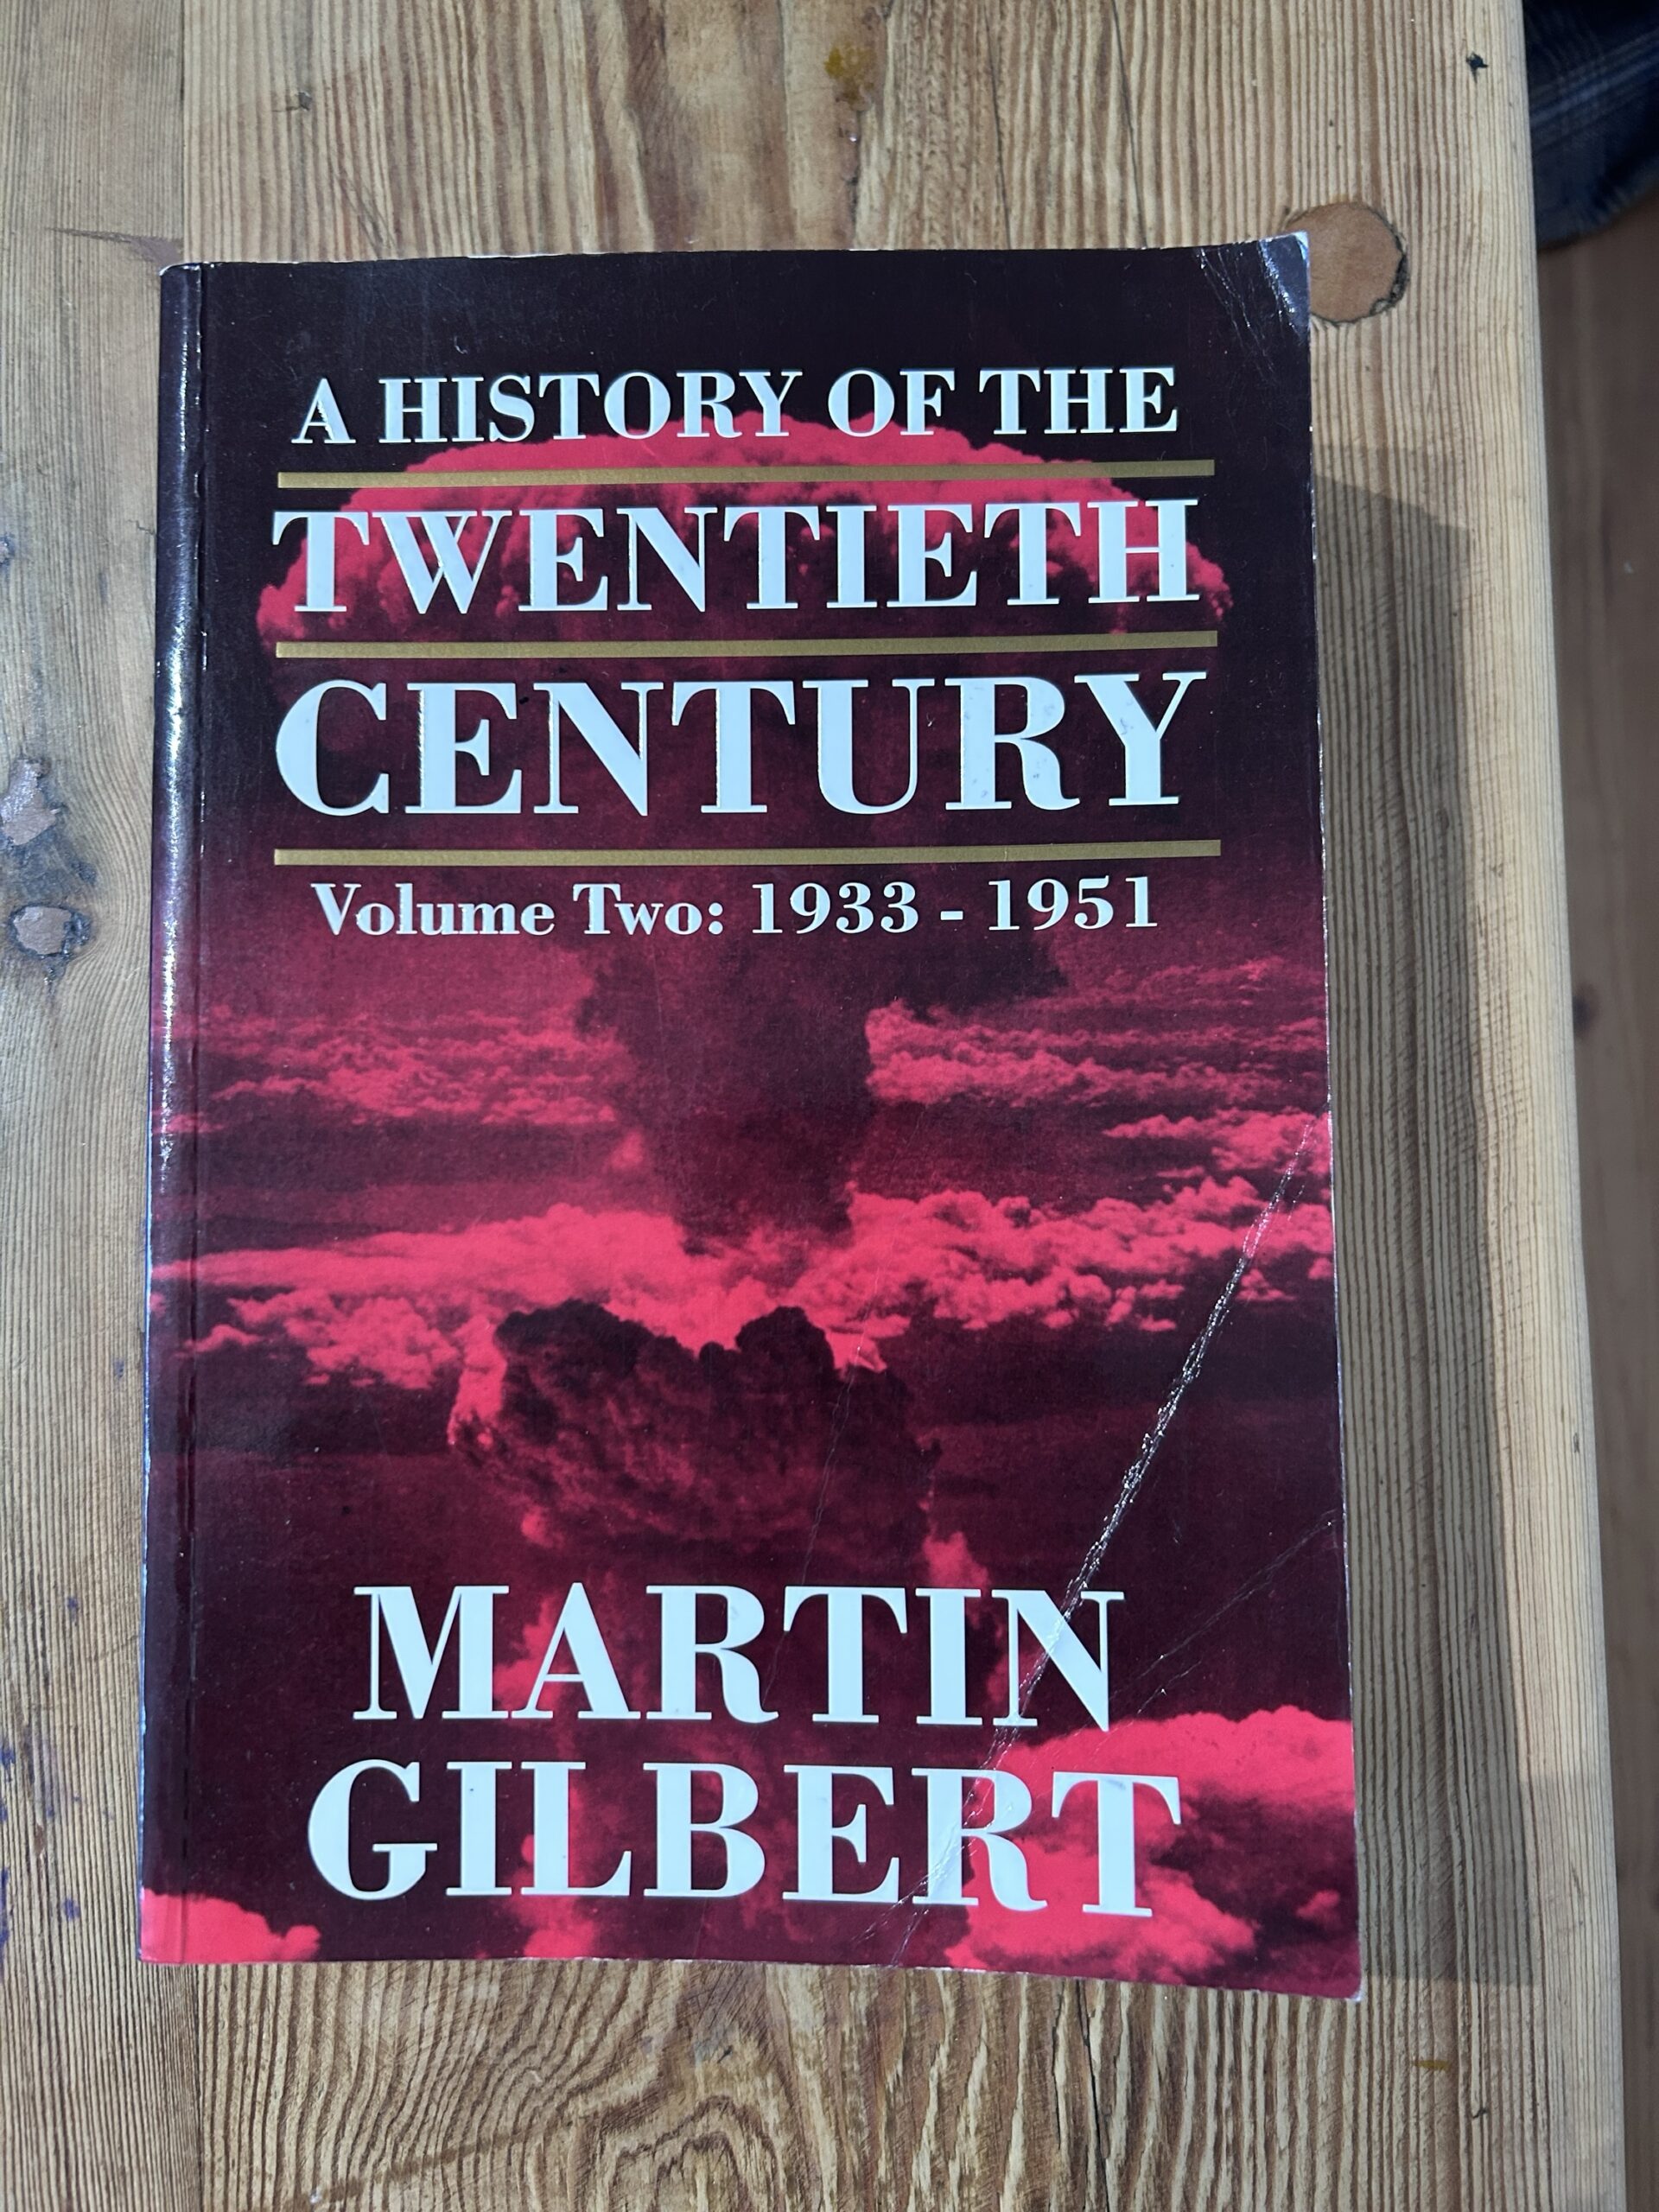 A HISTORY OF THE
TWENTIETH
CENTURY
Volume Two: 1933 - 1951
MARTIN
GILBERT